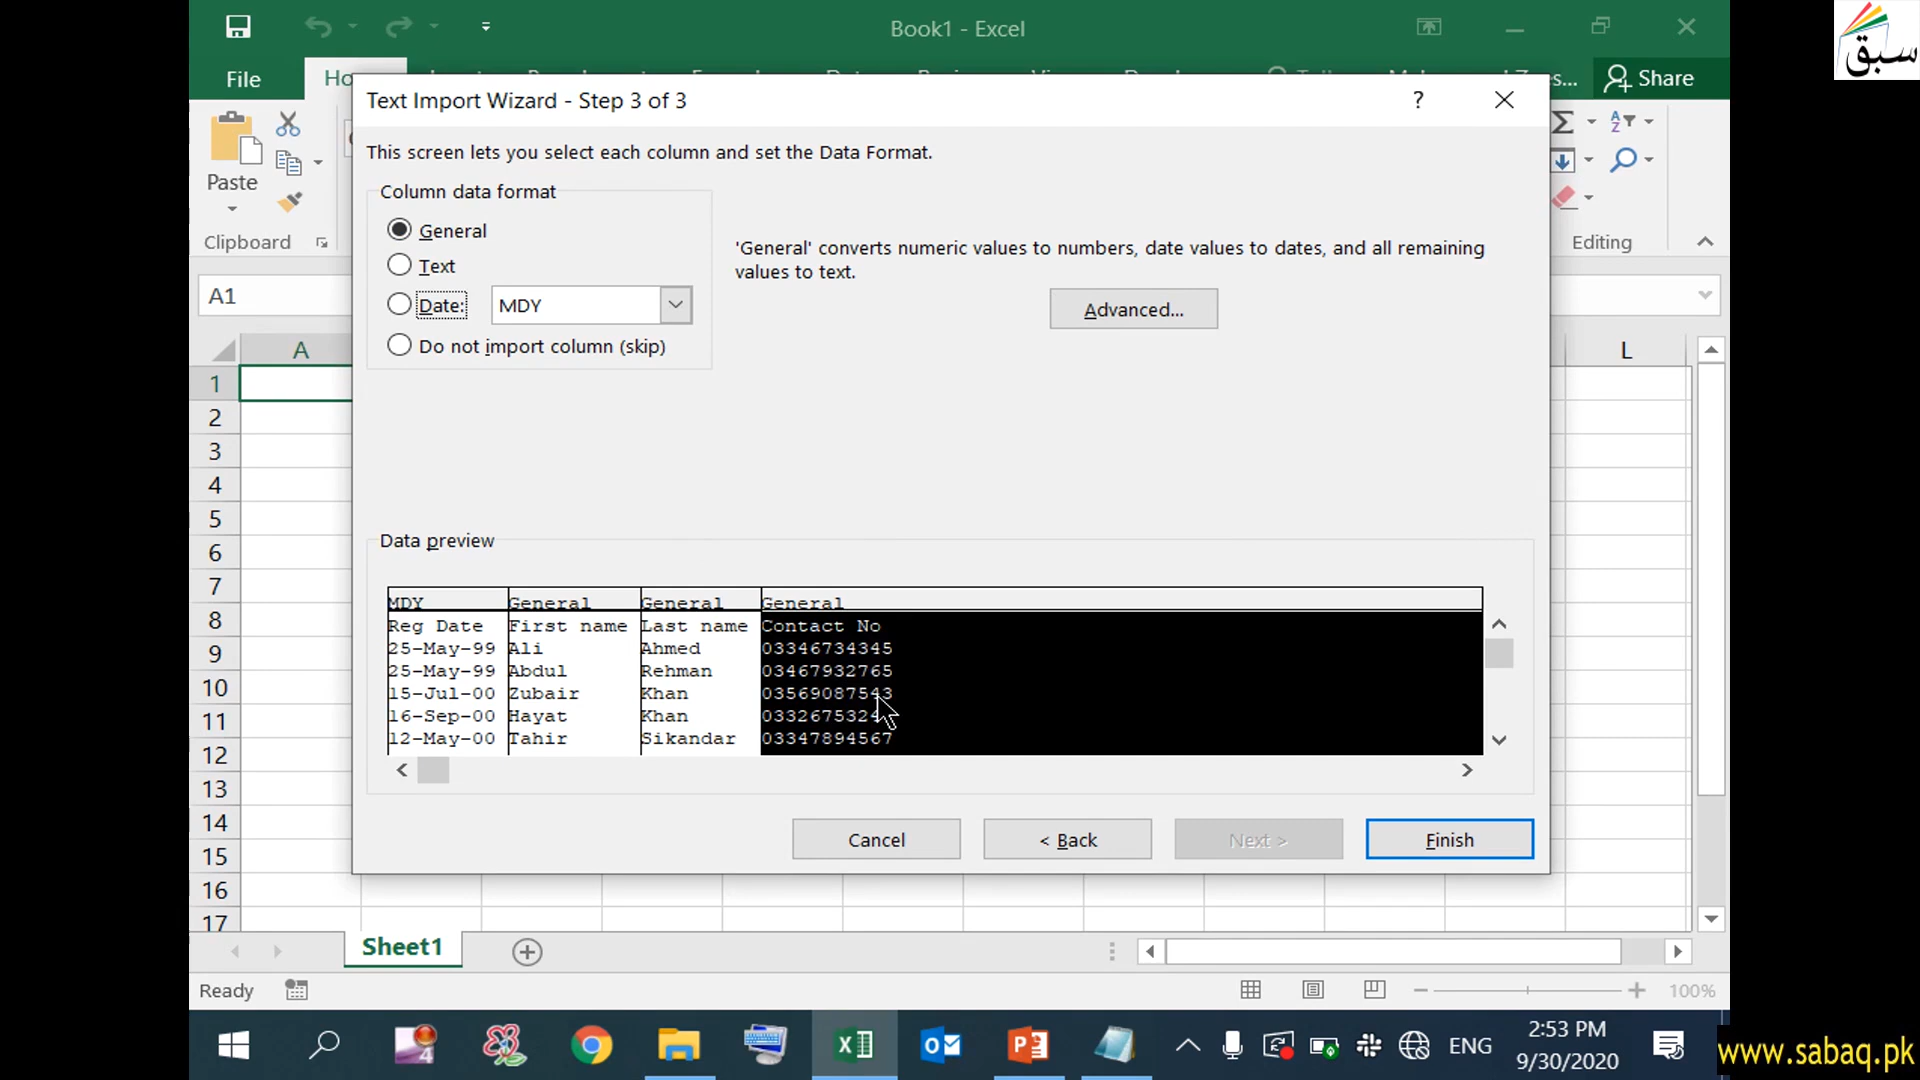 Book1 - Excel
سبق
File
Share
Text Import Wizard - Step 3 of 3
?
This screen lets you select each column and set the Data Format.
Column data format
General
Text
Date:
MDY
Do not import column (skip)
'General' converts numeric values to numbers, date values to dates, and all remaining
values to text.
Advanced...
Paste
Clipboard
Editing
A1
A
L
1
2
3
4
5
6
7
8
9
10
11
12
13
14
15
16
17
Data preview
MDY General General General
Reg Date First name Last name Contact No
25-May-99 Ali Ahmed 03346734345
25-May-99 Abdul Rehman 03467932765
15-Jul-00 Zubair Khan 03569087543
16-Sep-00 Hayat Khan
12-May-00 Tahir Sikandar 03347894567
Cancel
< Back
Next >
Finish
Sheet1
Ready
100%
4
ENG
2:53 PM
9/30/2020
www.sabaq.pk